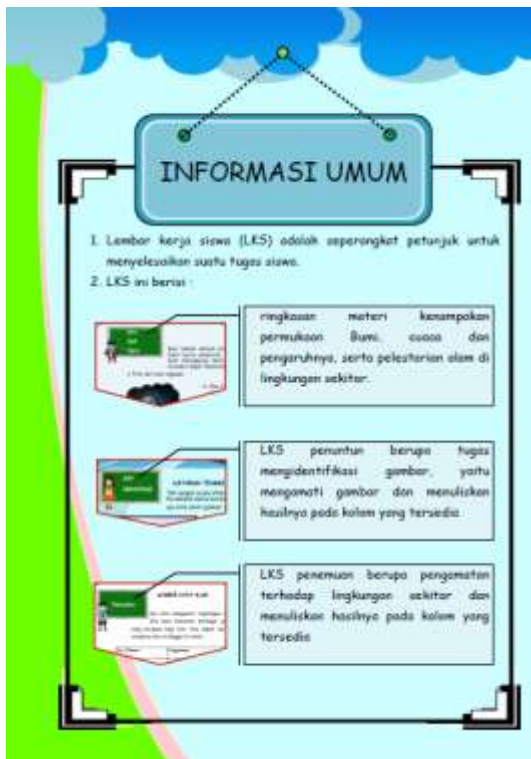 INFORMASI UMUM
1. Lembar kerja siswa (LKS) adalah seperangkat petunjuk untuk
menyelesaikan suatu tugas siswa.
2. LKS ini berisi :
ringkasan materi kenampakan
permukaan Bumi, cuaca dan
pengaruhnya, serta pelestarian alam di
lingkungan sekitar.
LKS penuntun berupa tugas
mengidentifikasi gambar, yaitu
mengamati gambar dan menuliskan
hasilnya pada kolom yang tersedia
LKS penemuan berupa pengamatan
terhadap lingkungan sekitar dan
menuliskan hasilnya pada kolom yang
tersedia